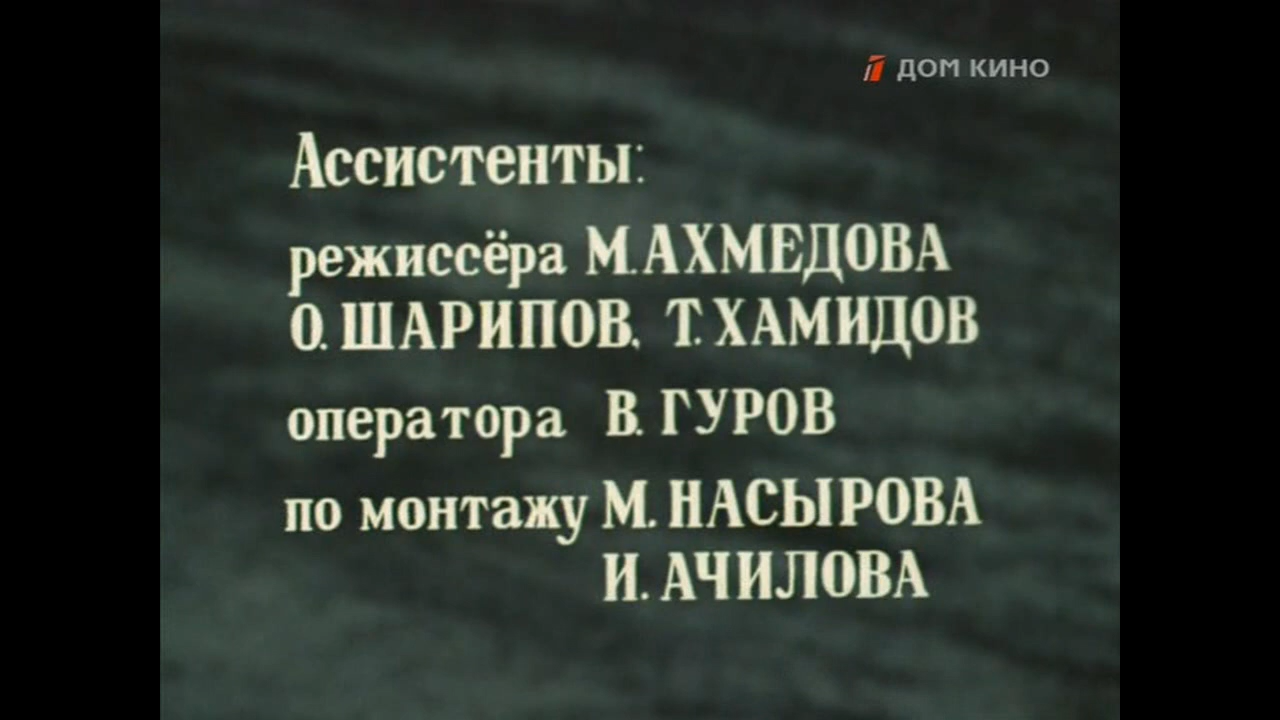 ДОМ КИНО
Ассистенты:
режиссёра М. АХМЕДОВА
О. ШАРИПОВ, Т. ХАМИДОВ
оператора В. ГУРОВ
по монтажу М. НАСЫРОВА
И. АЧИЛОВА